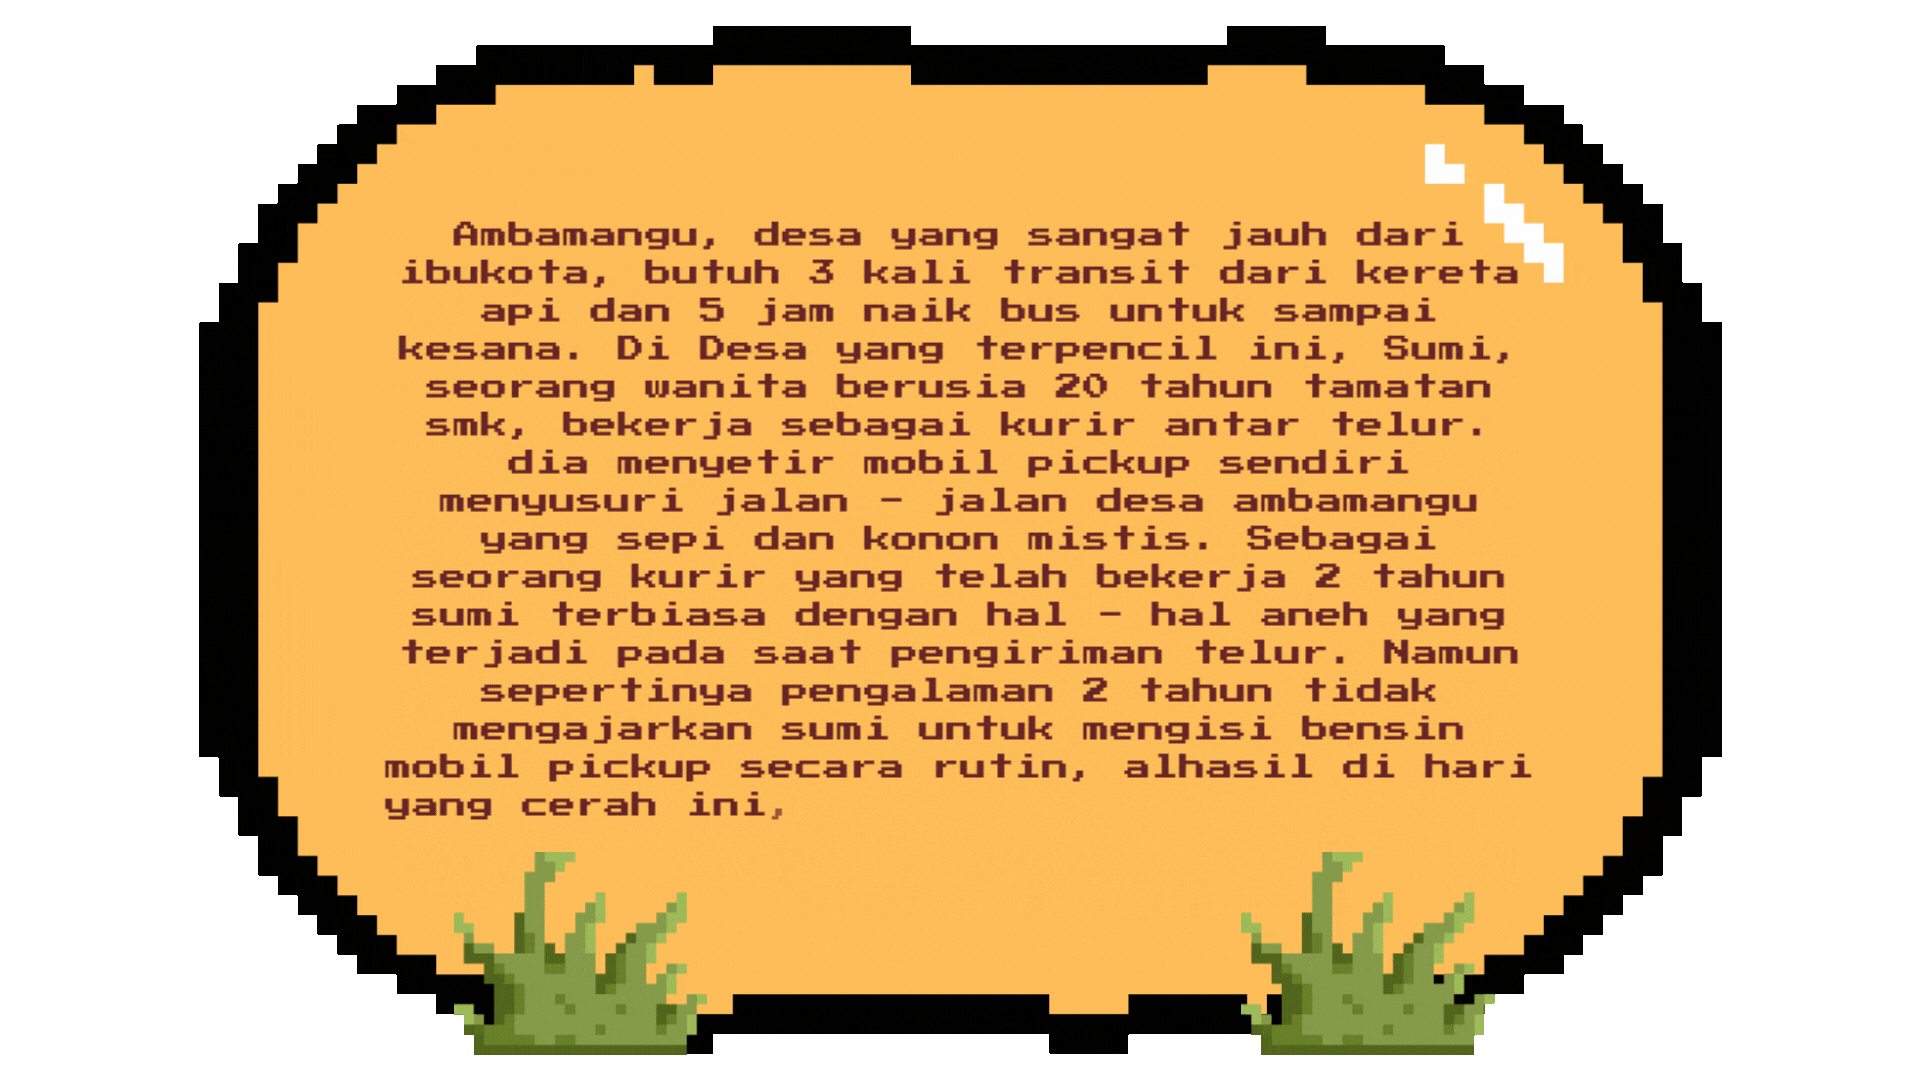 Ambamangu, desa yang sangat jauh dari
ibukota, butuh 3 kali transit dari kereta
api dan 5 jam naik bus untuk sampai
kesana. Di Desa yang terpencil ini, Sumi,
seorang wanita berusia 20 tahun tamatan
smk, bekerja sebagai kurir antar telur.
dia menyetir mobil pickup sendiri
menyusuri jalan - jalan desa ambamangu
yang sepi dan konon mistis. Sebagai
seorang kurir yang telah bekerja 2 tahun
sumi terbiasa dengan hal - hal aneh yang
terjadi pada saat pengiriman telur. Namun
sepertinya pengalaman 2 tahun tidak
mengajarkan sumi untuk mengisi bensin
mobil pickup secara rutin, alhasil di hari
yang cerah ini,